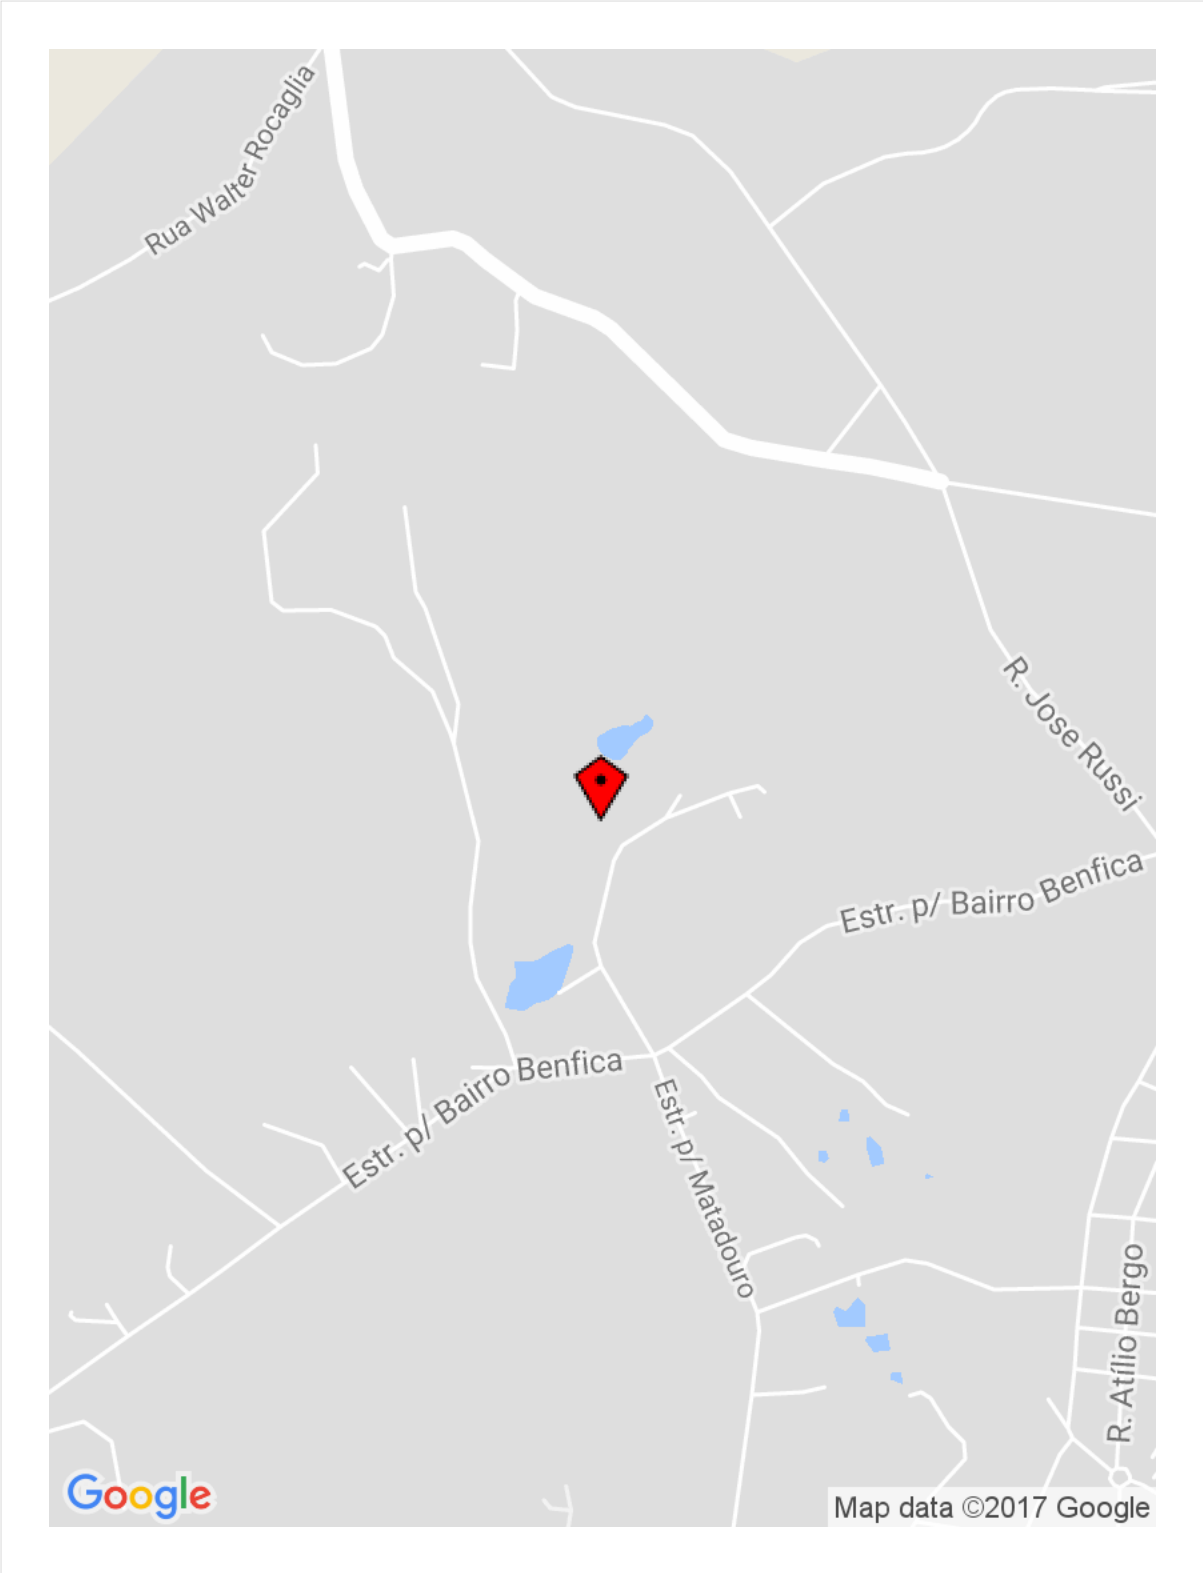 Rua Walter Rocaglia
R. Jose Russi
Estr. p/ Bairro Benfica
Estr. p/ Bairro Benfica
Estr. p/ Matadouro
R. Atílio Bergo
Google
Map data ©2017 Google